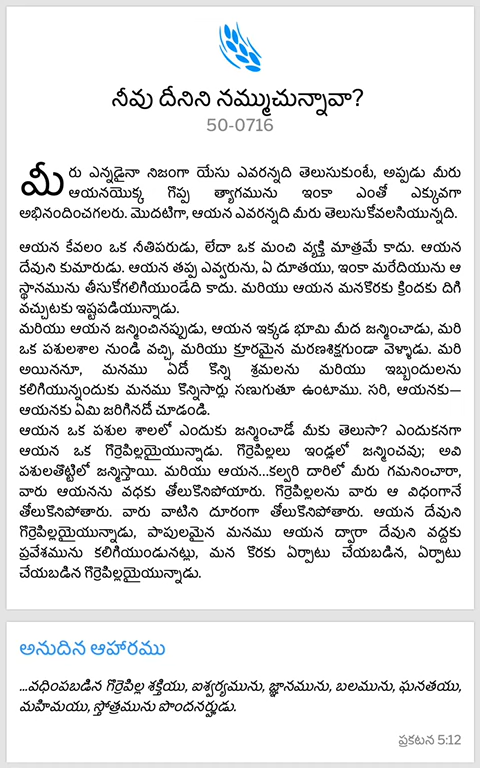 నీవు దీనిని నమ్ముచున్నావా?
50-0716
మీరు ఎన్నడైనా నిజంగా యేసు ఎవరన్నది తెలుసుకుంటే, అప్పుడు మీరు
ఆయనయొక్క గొప్ప త్యాగమును ఇంకా ఎంతో ఎక్కువగా
అభినందించగలరు. మొదటిగా, ఆయన ఎవరన్నది మీరు తెలుసుకోవలసియున్నది.
ఆయన కేవలం ఒక నీతిపరుడు, లేదా ఒక మంచి వ్యక్తి మాత్రమే కాదు. ఆయన
దేవుని కుమారుడు. ఆయన తప్ప ఎవ్వరును, ఏ దూతయు, ఇంకా మరేదియును ఆ
స్థానమును తీసుకోగలిగియుండేది కాదు. మరియు ఆయన మనకొరకు క్రిందకు దిగి
వచ్చుటకు ఇష్టపడియున్నాడు.
మరియు ఆయన జన్మించినప్పుడు, ఆయన ఇక్కడ భూమి మీద జన్మించాడు, మరి
ఒక పశులశాల నుండి వచ్చి, మరియు క్రూరమైన మరణశిక్షగుండా వెళ్ళాడు. మరి
అయినను, మనము ఏదో కొన్ని శ్రమలను మరియు ఇబ్బందులను
కలిగియున్నందుకు మనము కొన్నిసార్లు సణుగుతూ ఉంటాము. సరి, ఆయనకు—
ఆయనకు ఏమి జరిగినదో చూడండి.
ఆయన ఒక పశుల శాలలో ఎందుకు జన్మించాడో మీకు తెలుసా? ఎందుకనగా
ఆయన ఒక గొర్రెపిల్లయైయున్నాడు. గొర్రెపిల్లలు ఇండ్లలో జన్మించవు; అవి
పశులతొట్టిలో జన్మిస్తాయి. మరియు ఆయన...కల్వరి దారిలో మీరు గమనించారా,
వారు ఆయనను వధకు తోలుకొనిపోయారు. గొర్రెపిల్లలను వారు ఆ విధంగానే
తోలుకొనిపోతారు. వారు వాటిని దూరంగా తోలుకొనిపోతారు. ఆయన దేవుని
గొర్రెపిల్లయైయున్నాడు, పాపులమైన మనము ఆయన ద్వారా దేవుని వద్దకు
ప్రవేశమును కలిగియుండునట్లు, మన కొరకు ఏర్పాటు చేయబడిన, ఏర్పాటు
చేయబడిన గొర్రెపిల్లయైయున్నాడు.
అనుదిన ఆహారము
...వధింపబడిన గొర్రెపిల్ల శక్తియు, ఐశ్వర్యమును, జ్ఞానమును, బలమును, ఘనతయు,
మహిమయు, స్తోత్రమును పొందనర్హుడు.
ప్రకటన 5:12